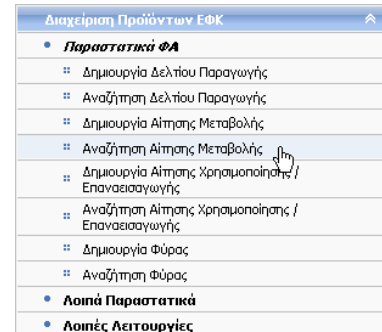 Διαχείριση Προϊόντων ΕΦΚ
Παραστατικά ΦΑ
Δημιουργία Δελτίου Παραγωγής
Αναζήτηση Δελτίου Παραγωγής
Δημιουργία Αίτησης Μεταβολής
Αναζήτηση Αίτησης Μεταβολής
Δημιουργία Αίτησης Χρησιμοποίησης /
Επαναεισαγωγής
Αναζήτηση Αίτησης Χρησιμοποίησης /
Επαναεισαγωγής
Δημιουργία Φύρας
Αναζήτηση Φύρας
Λοιπά Παραστατικά
Λοιπές Λειτουργίες